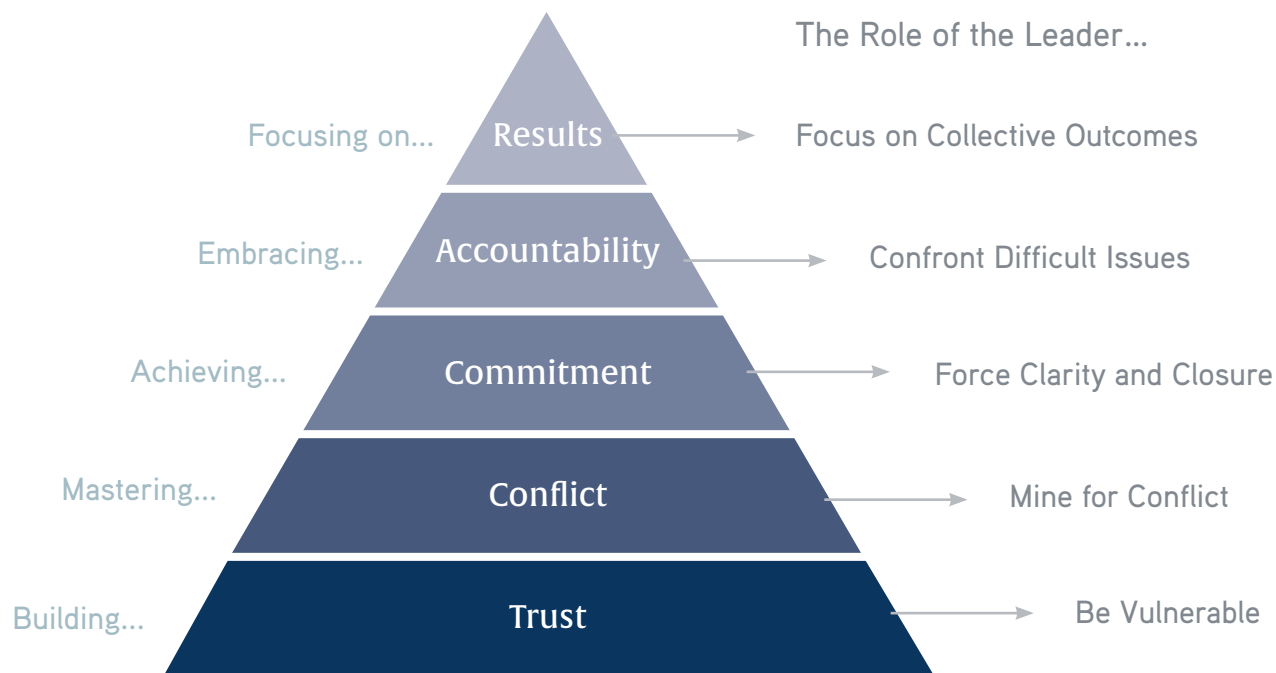 The Role of the Leader...
Focusing on... Results Focus on Collective Outcomes
Embracing... Accountability Confront Difficult Issues
Achieving... Commitment Force Clarity and Closure
Mastering... Conflict Mine for Conflict
Building... Trust Be Vulnerable